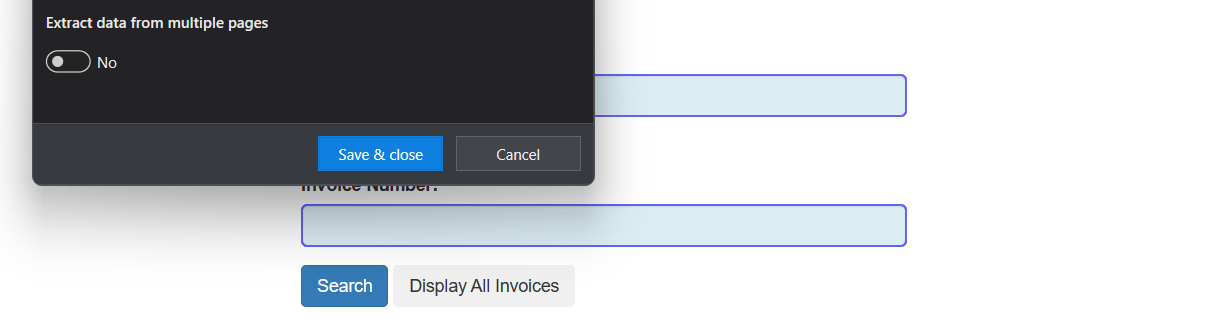 Extract data from multiple pages
No
Save & close
Cancel
Invoice Number:
Search
Display All Invoices